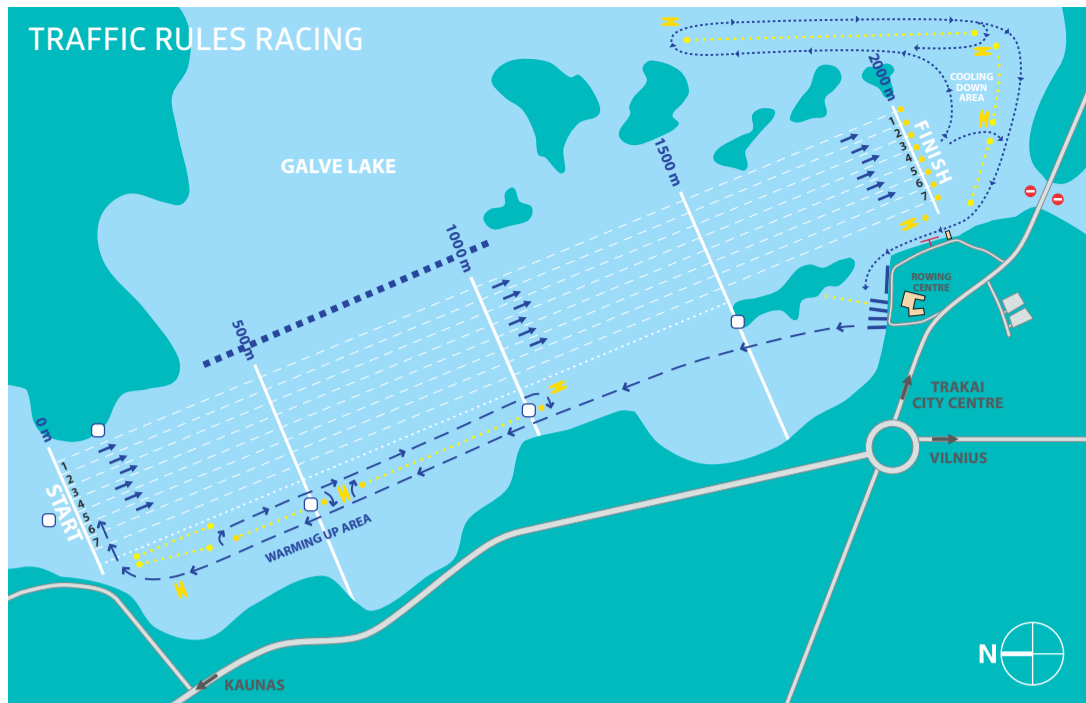 TRAFFIC RULES RACING
GALVE LAKE
2000 m
COOLING
DOWN
AREA
1
2
3
4
5
6
7
FINISH
1500 m
1000 m
500 m
0 m
1
2
3
4
5
6
7
START
WARMING UP AREA
ROWING
CENTRE
TRAKAI
CITY CENTRE
VILNIUS
KAUNAS
N